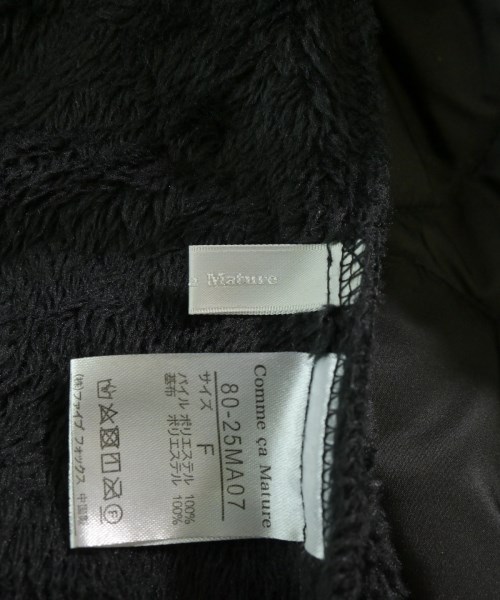 Mature
Comme ça Mature
80-25MA07
サイズ F
パイル ポリエステル 100%
基布 ポリエステル 100%
(株)ファイブ フォックス 中国製